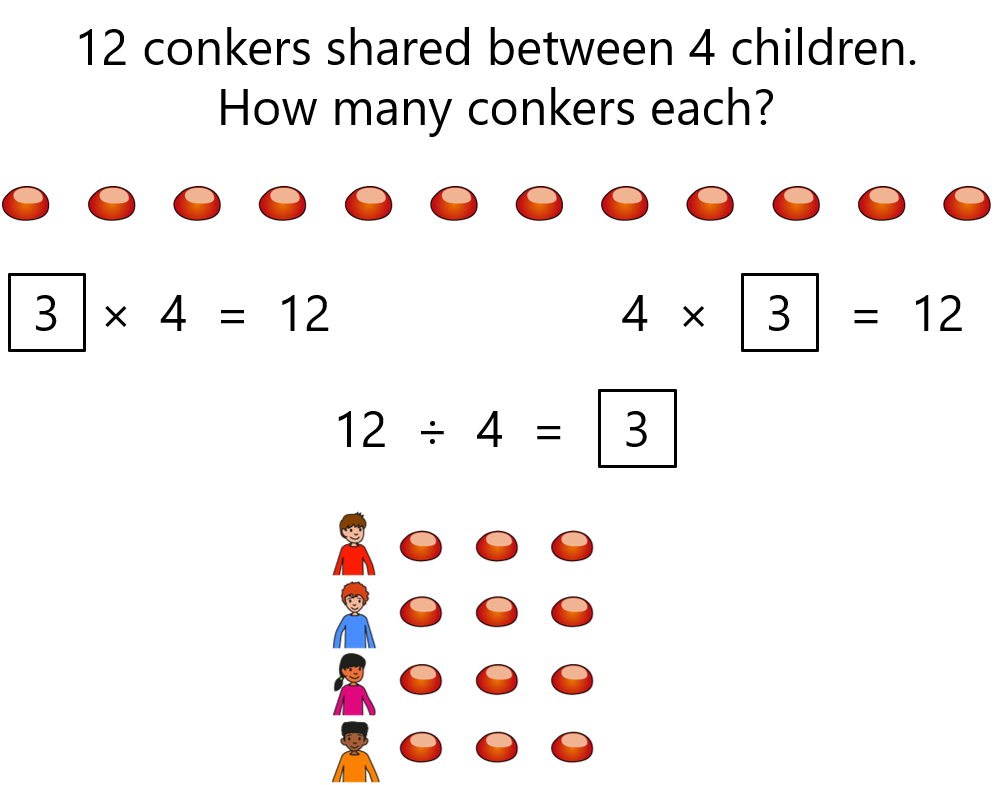 12 conkers shared between 4 children.
How many conkers each?
3 × 4 = 12
4 × 3 = 12
12 ÷ 4 = 3